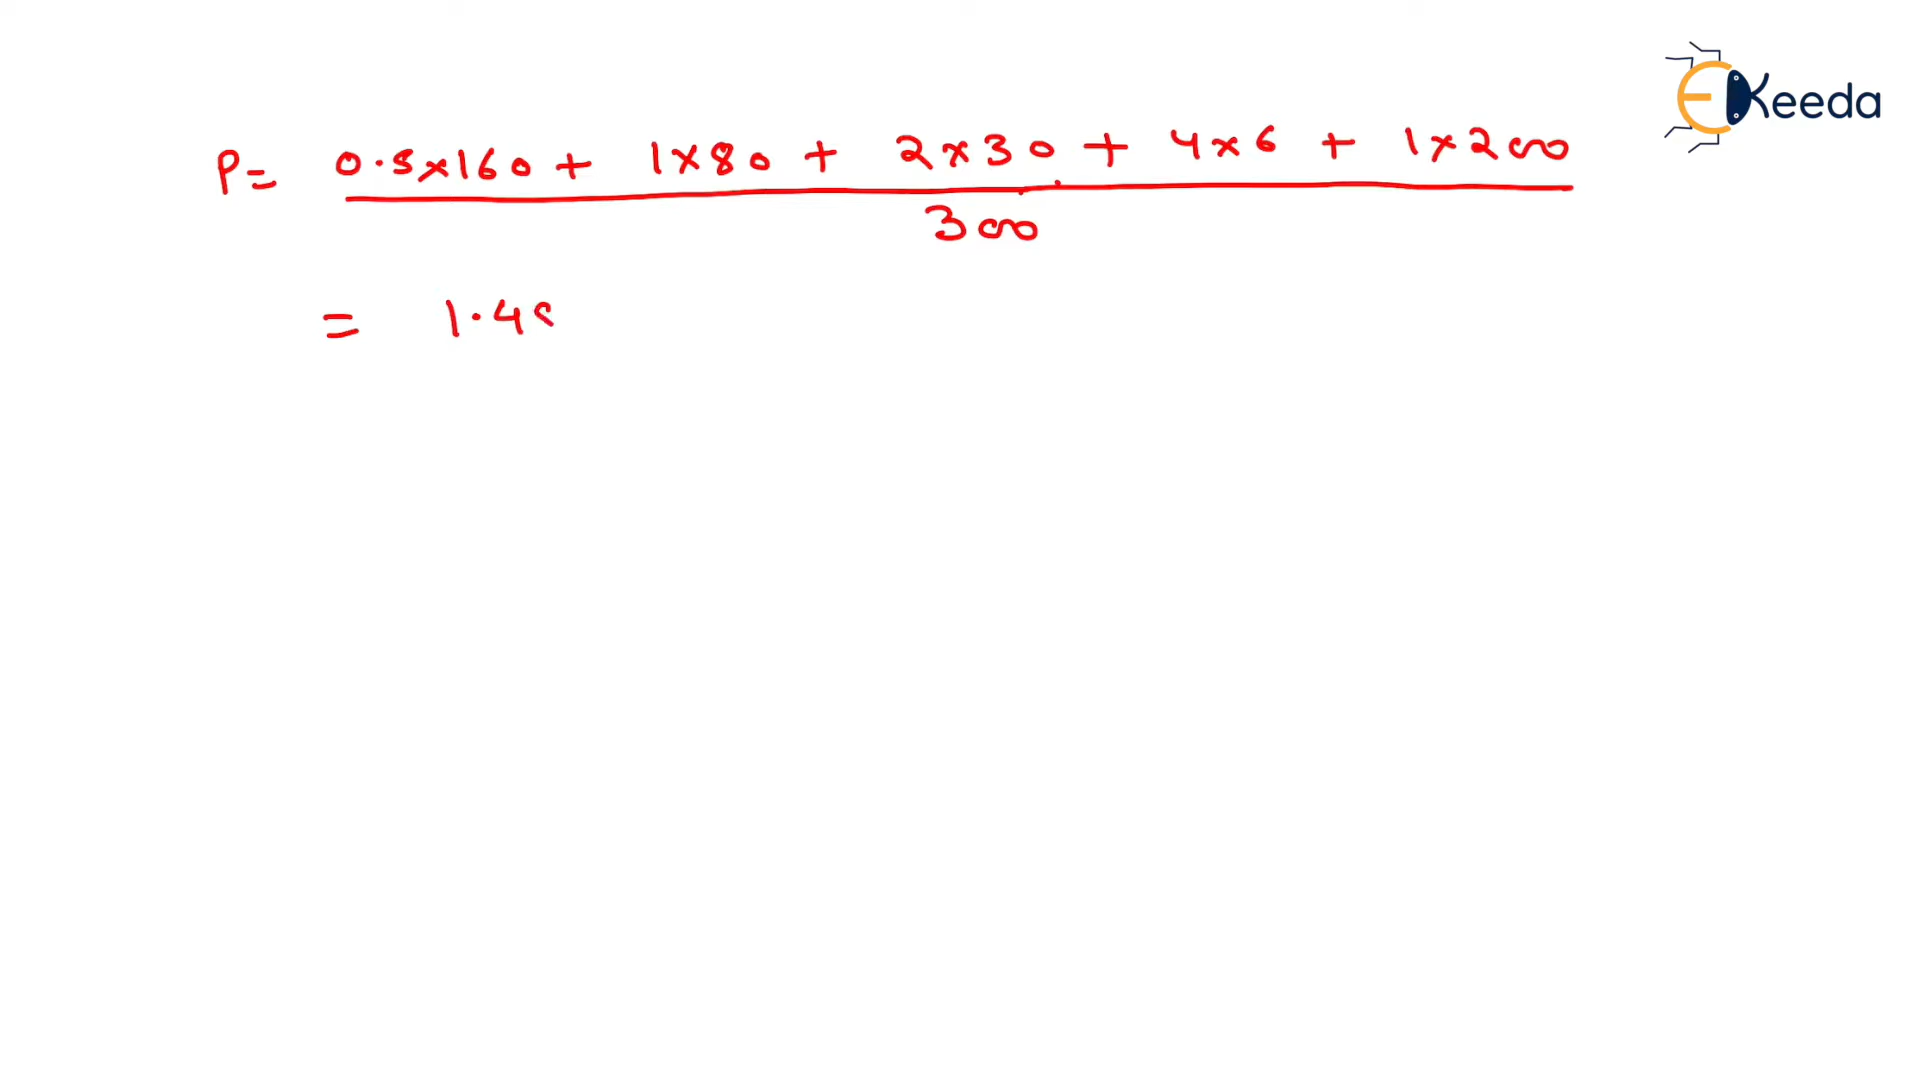 EKeeda
P= 0.5x160 + 1x80 + 2x30 + 4x6 + 1x200
300
= 1.4